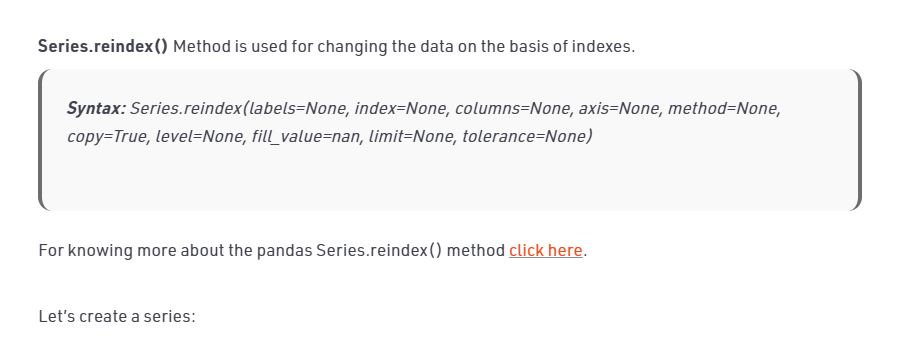 Series.reindex() Method is used for changing the data on the basis of indexes.
Syntax: Series.reindex(labels=None, index=None, columns=None, axis=None, method=None,
copy=True, level=None, fill_value=nan, limit=None, tolerance=None)
For knowing more about the pandas Series.reindex() method click here.
Let’s create a series: